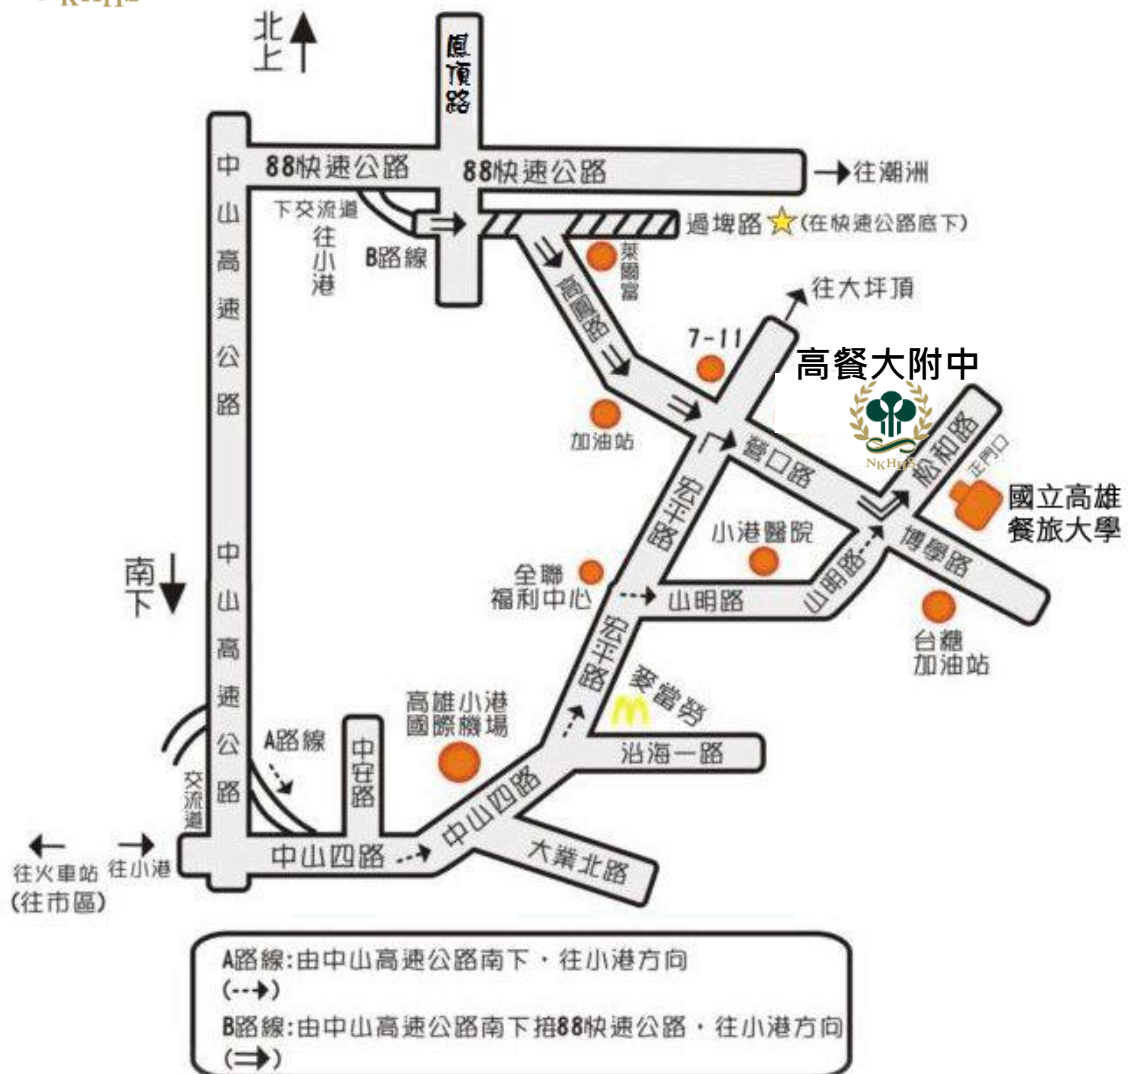 北上
鳳頂路
中山高速公路
88快速公路
88快速公路
往潮洲
下交流道
往小港
B路線
過埤路
(在快速公路底下)
萊爾富
高鳳路
往大坪頂
7-11
高餐大附中
NKHHS
加油站
營口路
松和路
正門口
國立高雄
餐旅大學
宏平路
小港醫院
博學路
南下
中山高速公路
全聯
福利中心
山明路
山明路
台糖
加油站
宏平路
麥當勞
高雄小港
國際機場
A路線
中安路
沿海一路
交流道
中山四路
中山四路
大業北路
往火車站
(往市區)
往小港
A路線:由中山高速公路南下,往小港方向
(⇢)
B路線:由中山高速公路南下接88快速公路,往小港方向
(⇒)